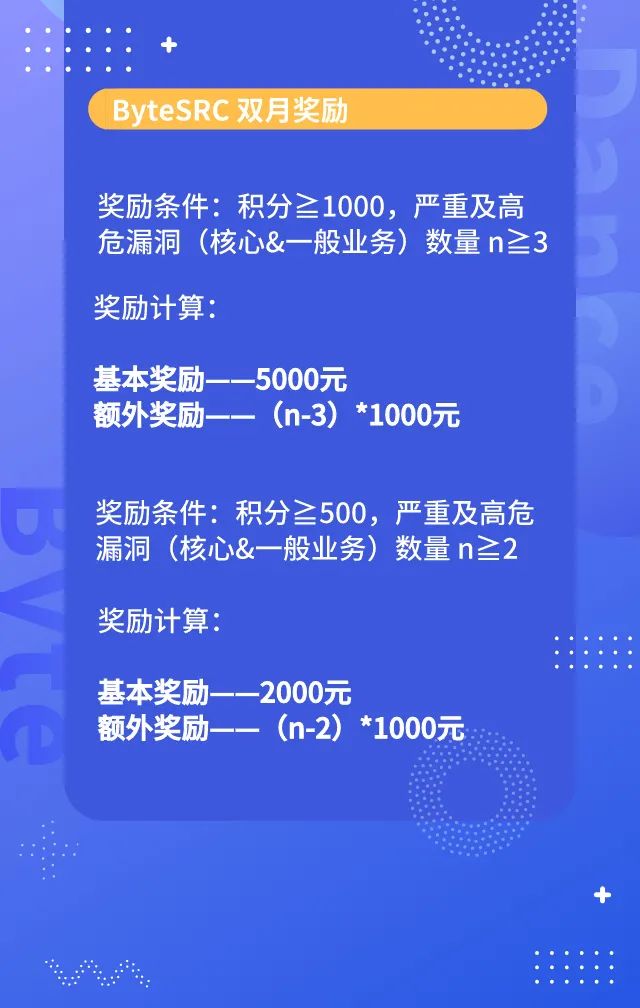 ByteSRC 双月奖励
奖励条件：积分≧1000，严重及高
危漏洞（核心&一般业务）数量 n≧3
奖励计算：
基本奖励——5000元
额外奖励——（n-3）*1000元
奖励条件：积分≧500，严重及高危
漏洞（核心&一般业务）数量 n≧2
奖励计算：
基本奖励——2000元
额外奖励——（n-2）*1000元
Byte
Dance